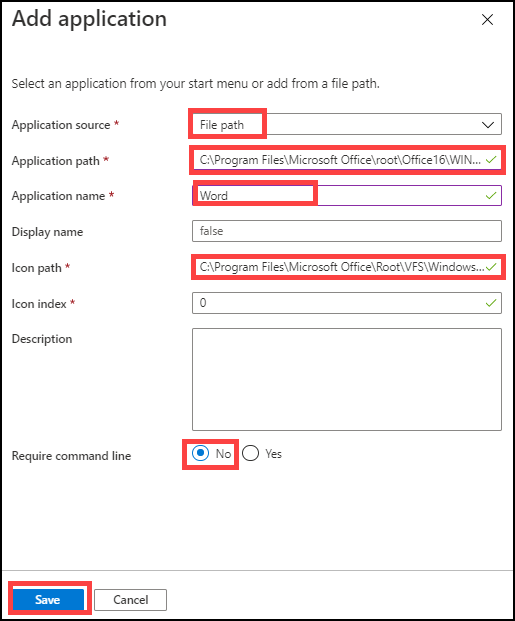 Add application
Select an application from your start menu or add from a file path.
Application source *
File path
Application path *
C:\Program Files\Microsoft Office\root\Office16\WIN...
Application name *
Word
Display name
false
Icon path *
C:\Program Files\Microsoft Office\Root\VFS\Windows...
Icon index *
0
Description
Require command line
No
Yes
Save
Cancel